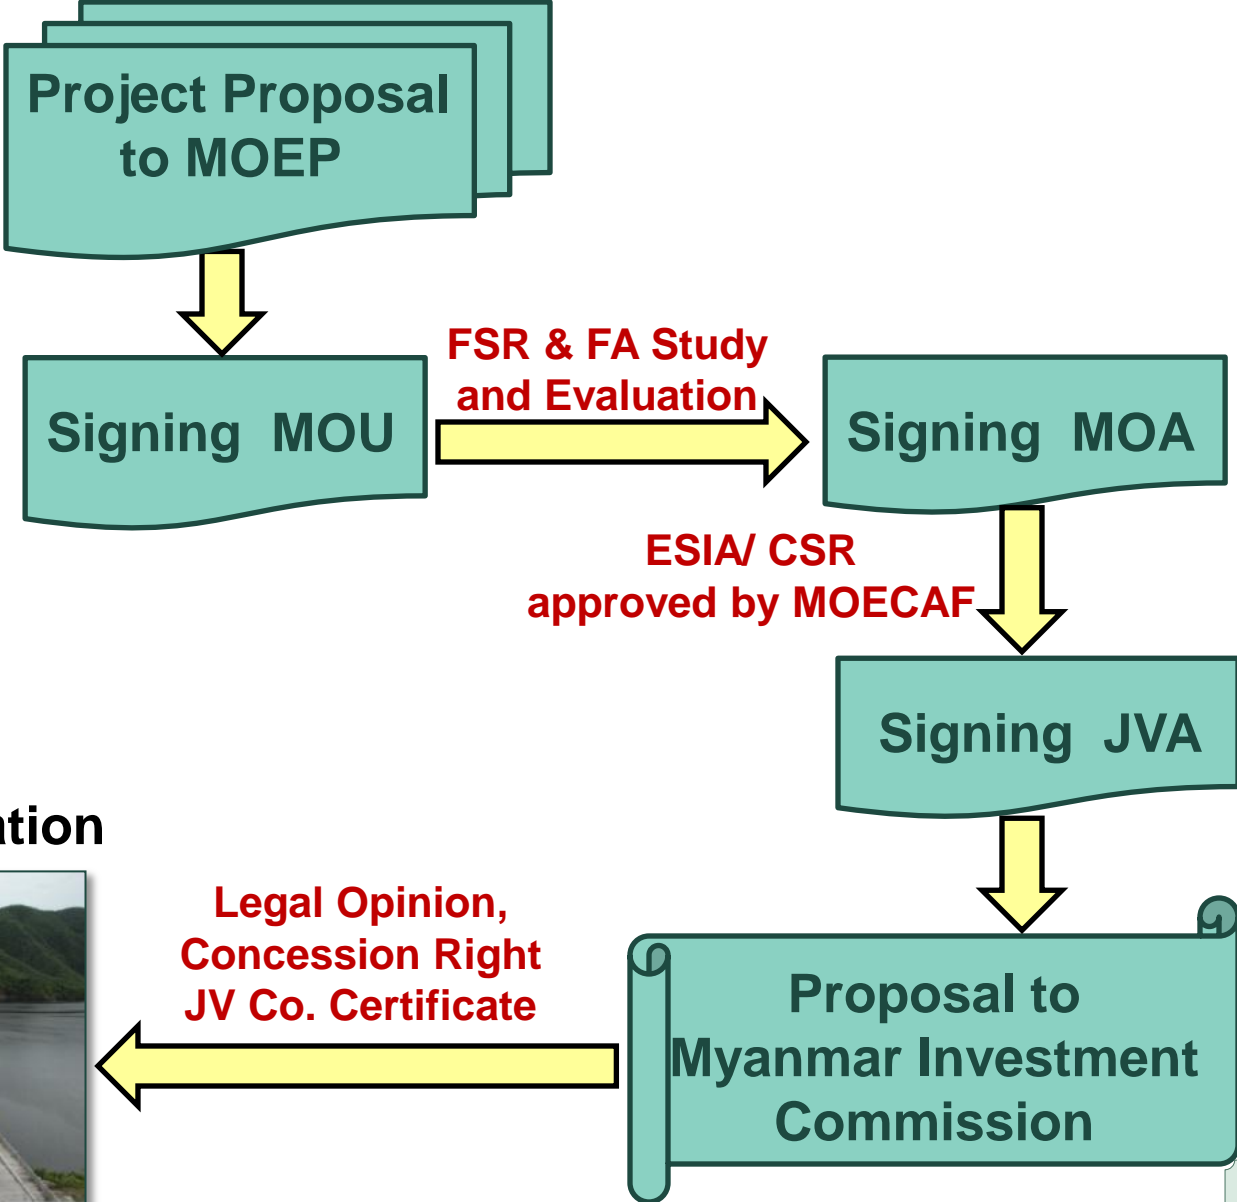 Project Proposal
to MOEP
FSR & FA Study
and Evaluation
Signing MOU
Signing MOA
ESIA/ CSR
approved by MOECAF
Signing JVA
Legal Opinion,
Concession Right
JV Co. Certificate
Proposal to
Myanmar Investment
Commission